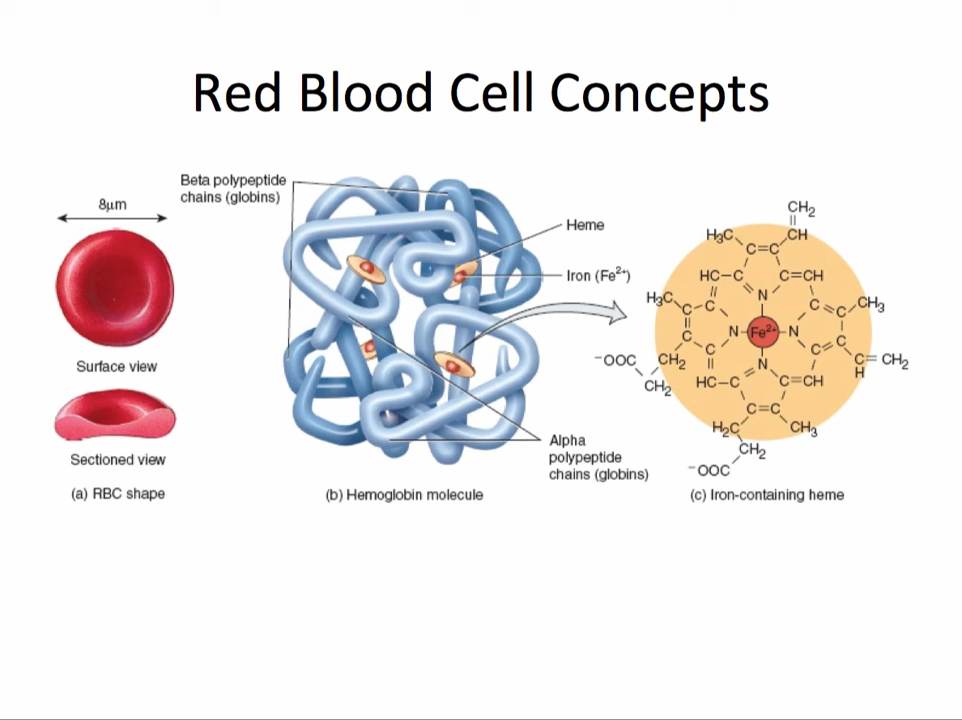 Red Blood Cell Concepts
8μm
Surface view
Sectioned view
(a) RBC shape
Beta polypeptide
chains (globins)
Heme
Iron (Fe²⁺)
Alpha
polypeptide
chains (globins)
(b) Hemoglobin molecule
CH₂
H₃C
CH
C=C
HC–C
C=CH
H₃C
N
C
C
C
CH₃
C
N
Fe²⁺
N
C
C
C
C
C=CH₂
H
⁻OOC
CH₂
N
CH₂
HC–C
C=CH
C=C
H₂C
CH₃
CH₂
⁻OOC
(c) Iron-containing heme